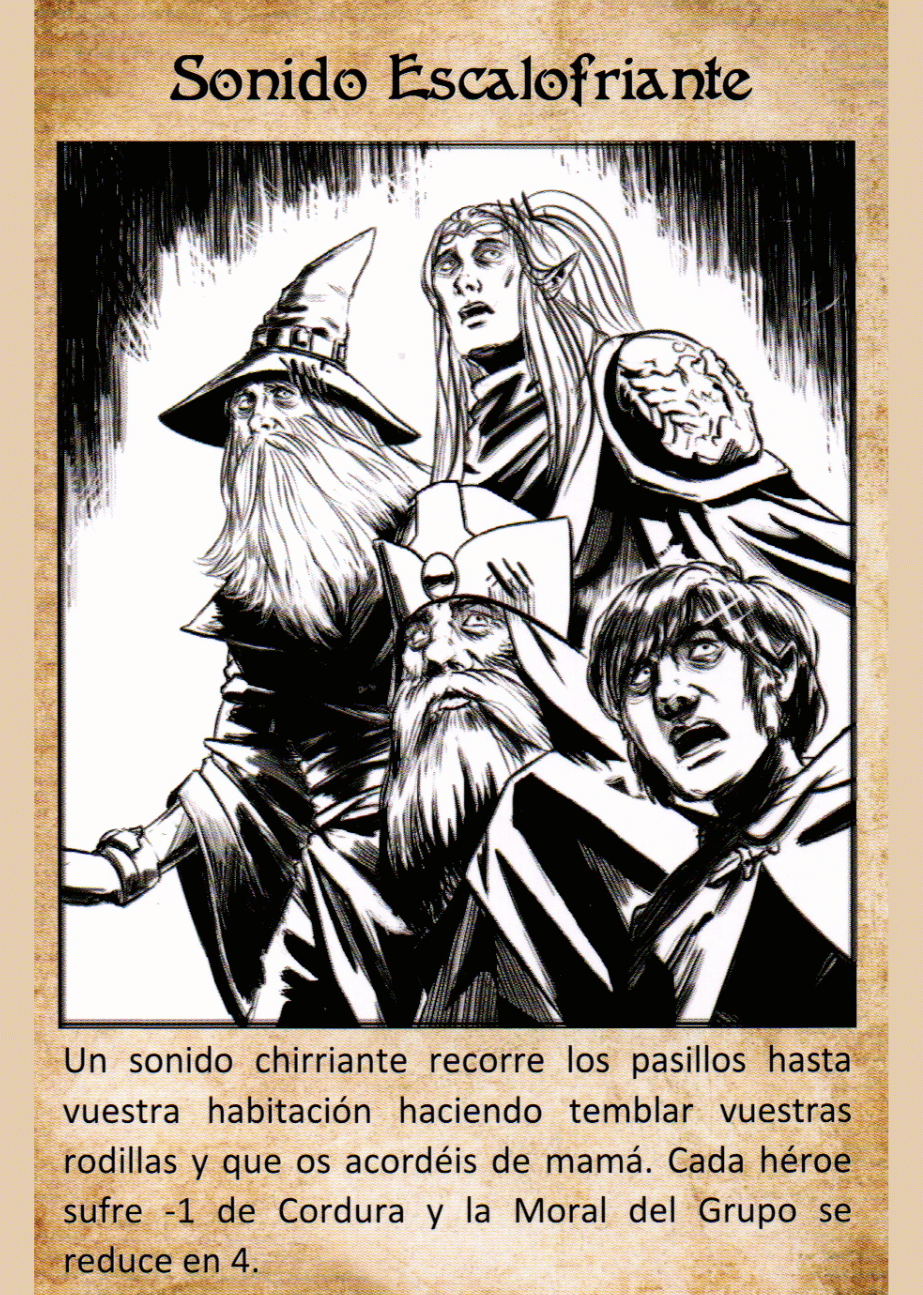 Sonido Escalofriante
Un sonido chirriante recorre los pasillos hasta
vuestra habitación haciendo temblar vuestras
rodillas y que os acordéis de mamá. Cada héroe
sufre -1 de Cordura y la Moral del Grupo se
reduce en 4.